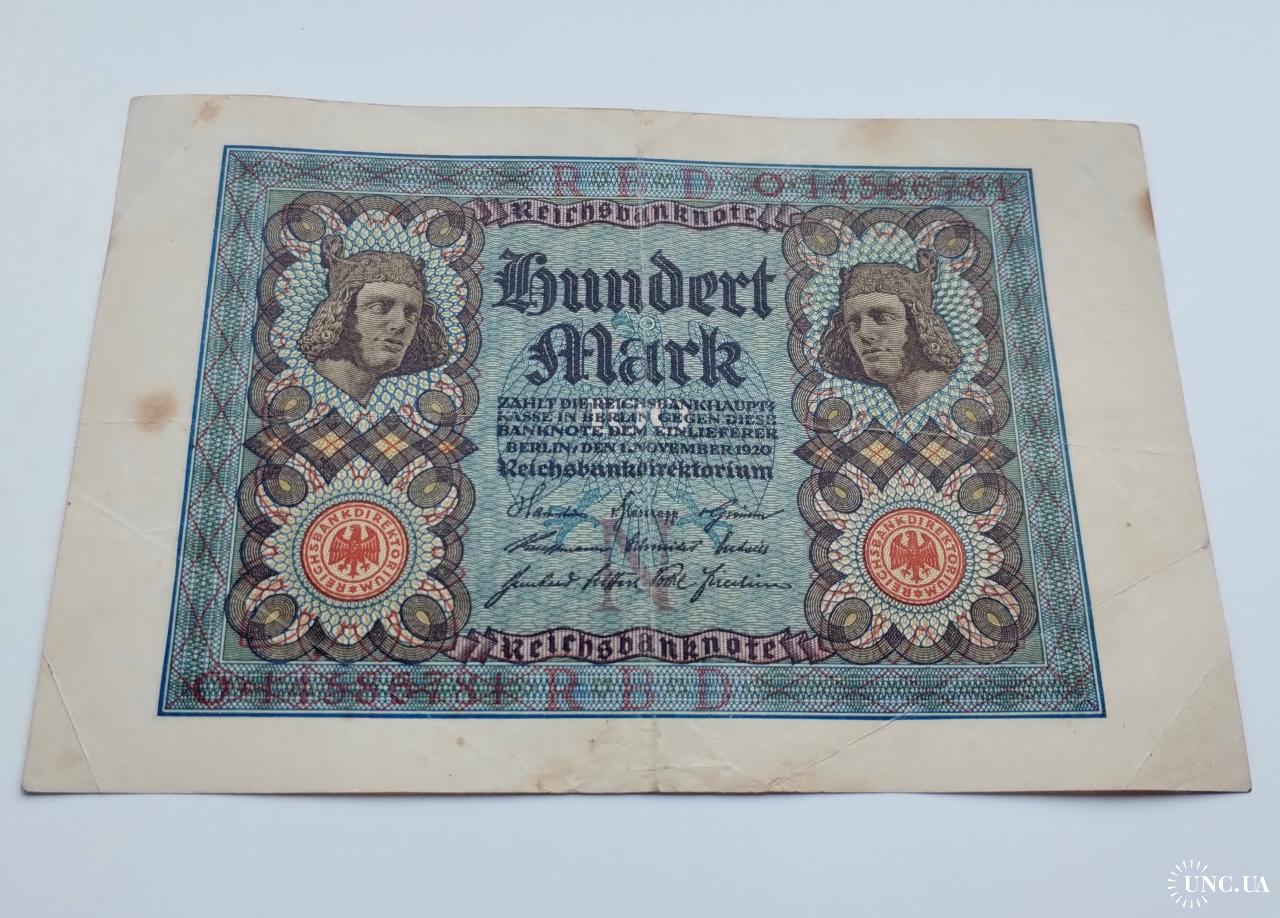 R B D O·14586781
Reichsbanknote
Hundert
Mark
ZAHLT DIE REICHSBANKHAUPT⸗
KASSE IN BERLIN GEGEN DIESE
BANKNOTE DEM EINLIEFERER
BERLIN, DEN 1. NOVEMBER 1920
Reichsbankdirektorium
REICHSBANKDIREKTORIUM
REICHSBANKDIREKTORIUM
Reichsbanknote
O·14586781 R B D
UNC.UA